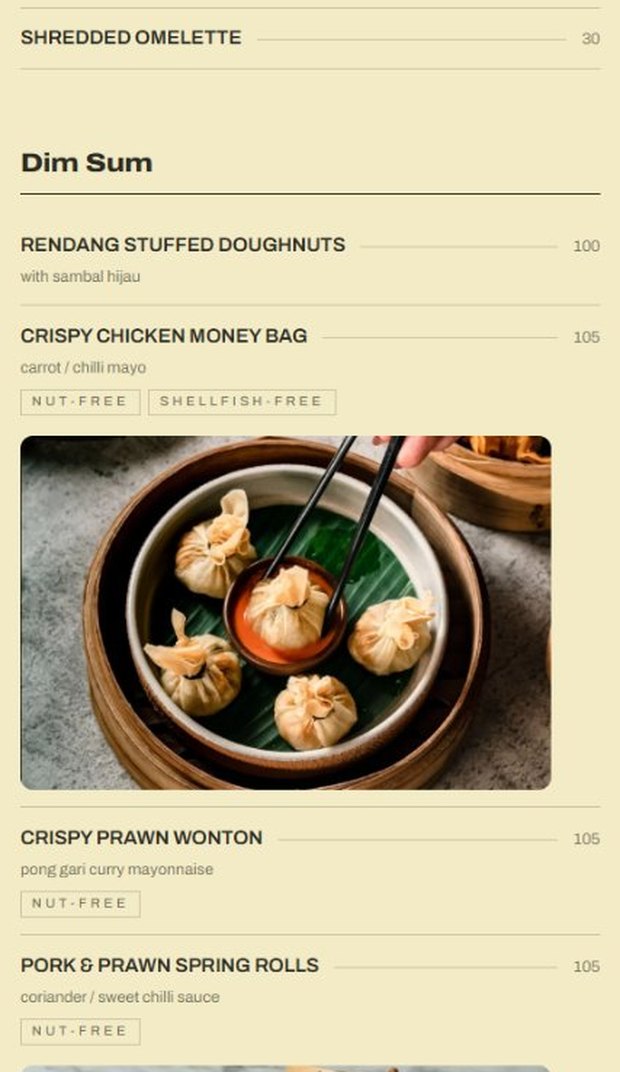 SHREDDED OMELETTE 30
Dim Sum
RENDANG STUFFED DOUGHNUTS 100
with sambal hijau
CRISPY CHICKEN MONEY BAG 105
carrot / chilli mayo
NUT-FREE SHELLFISH-FREE
CRISPY PRAWN WONTON 105
pong gari curry mayonnaise
NUT-FREE
PORK & PRAWN SPRING ROLLS 105
coriander / sweet chilli sauce
NUT-FREE